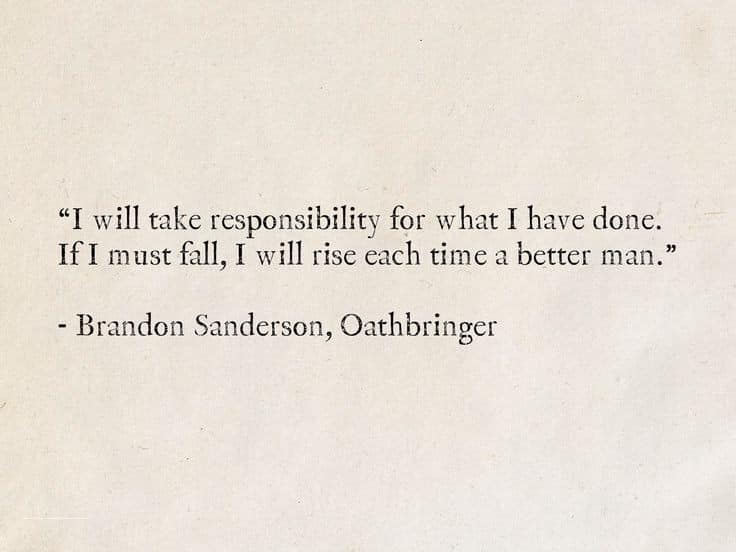 “I will take responsibility for what I have done.
If I must fall, I will rise each time a better man.”
- Brandon Sanderson, Oathbringer